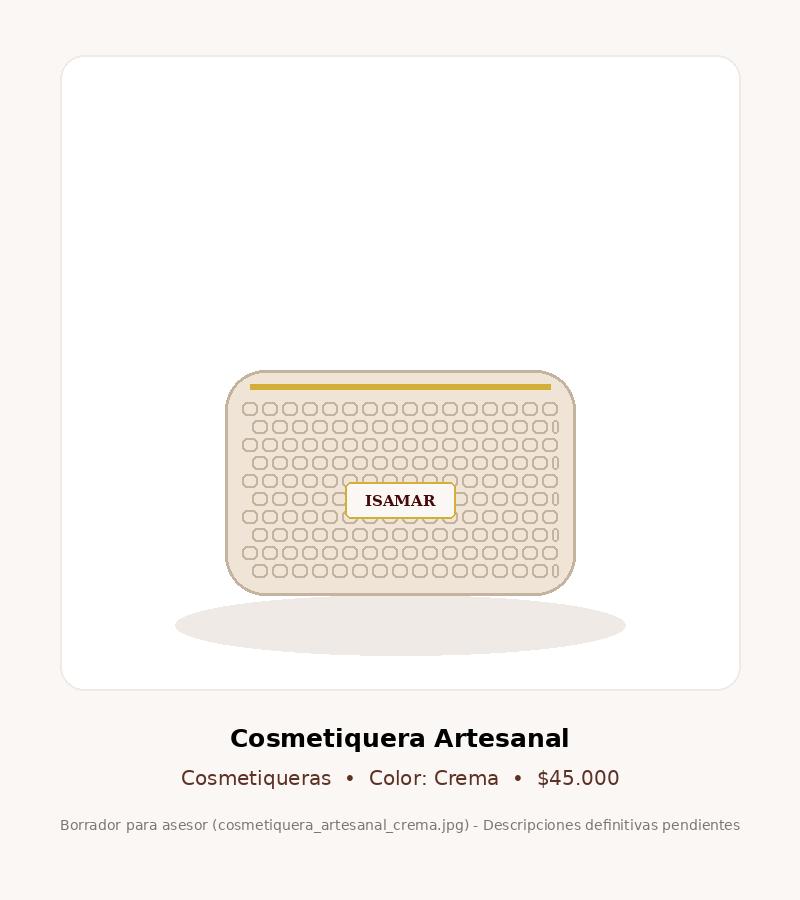 ISAMAR
Cosmetiquera Artesanal
Cosmetiqueras • Color: Crema • $45.000
Borrador para asesor (cosmetiquera_artesanal_crema.jpg) - Descripciones definitivas pendientes